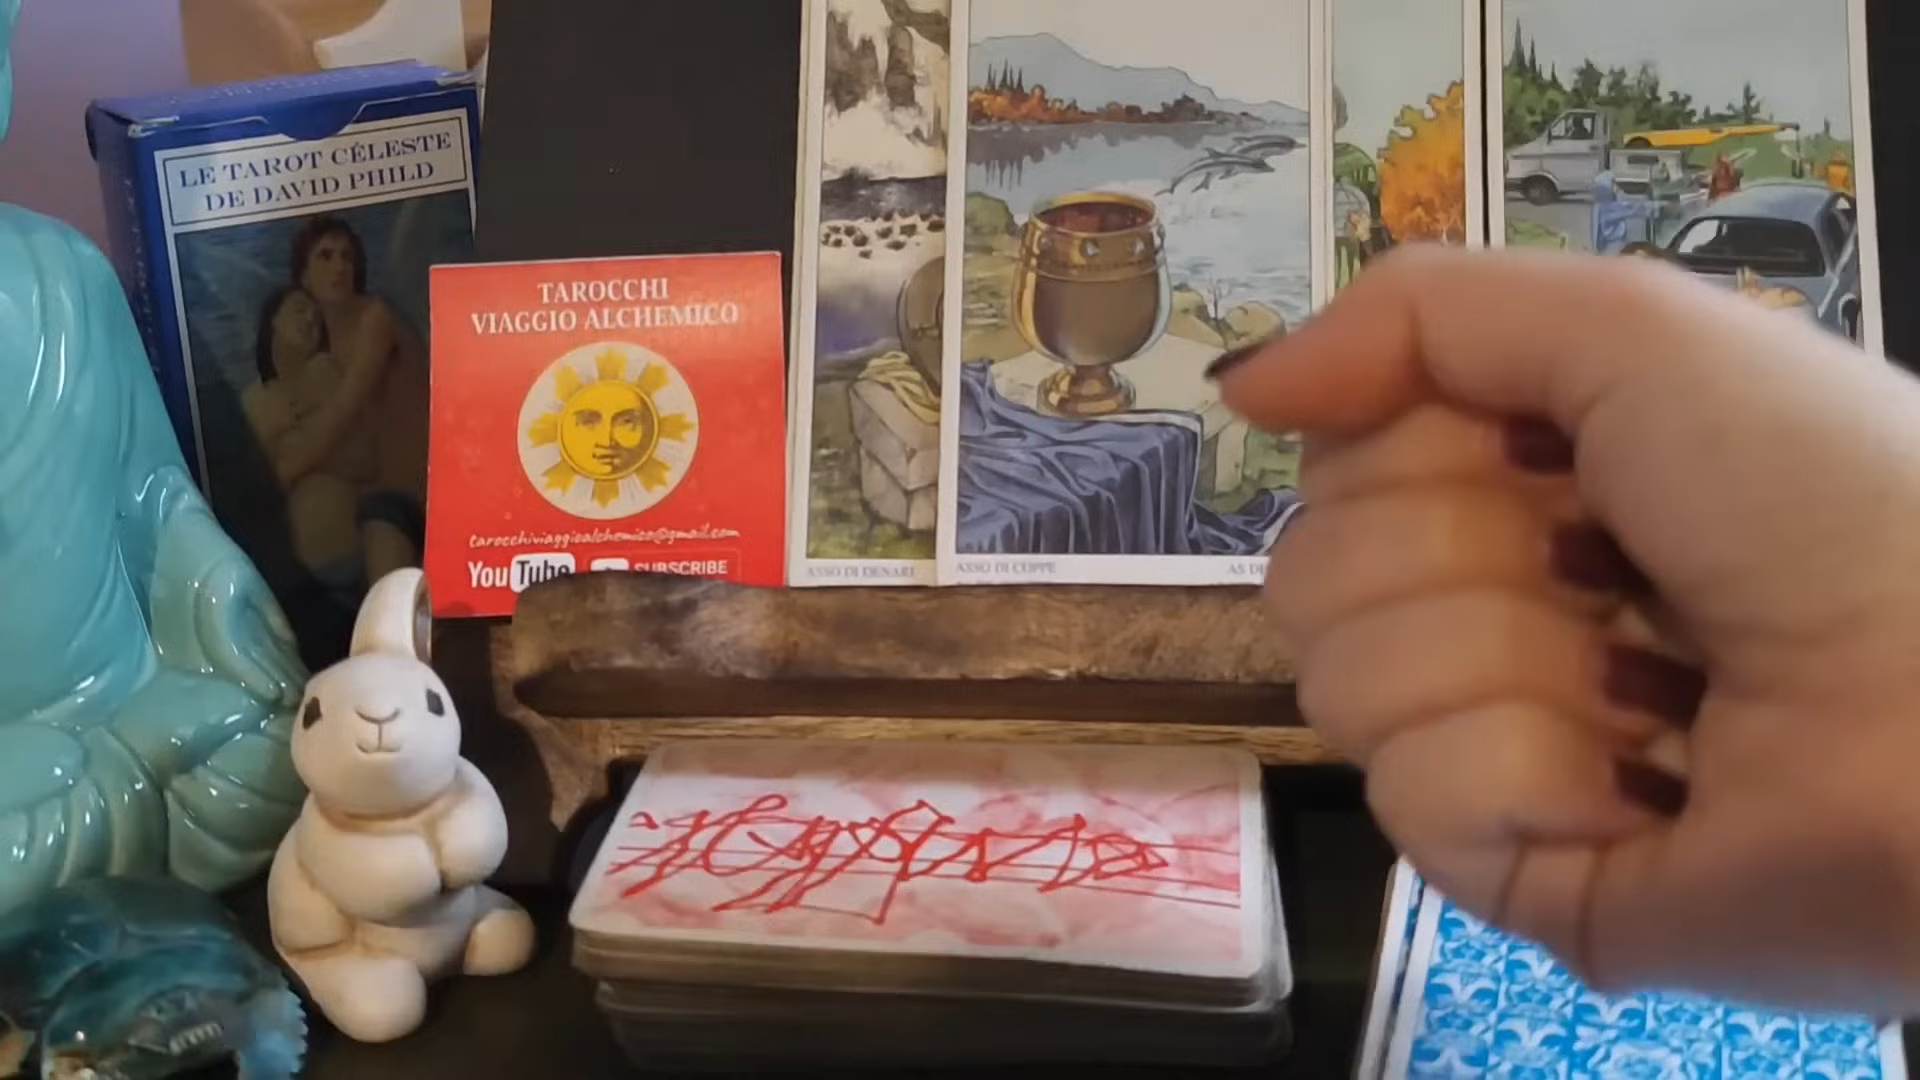 LE TAROT CÉLESTE
DE DAVID PHILD
TAROCCHI
VIAGGIO ALCHEMICO
tarocchiviaggioalchemico@gmail.com
YouTube SUBSCRIBE
ASSO DI DENARI
ASSO DI COPPE
AS DE